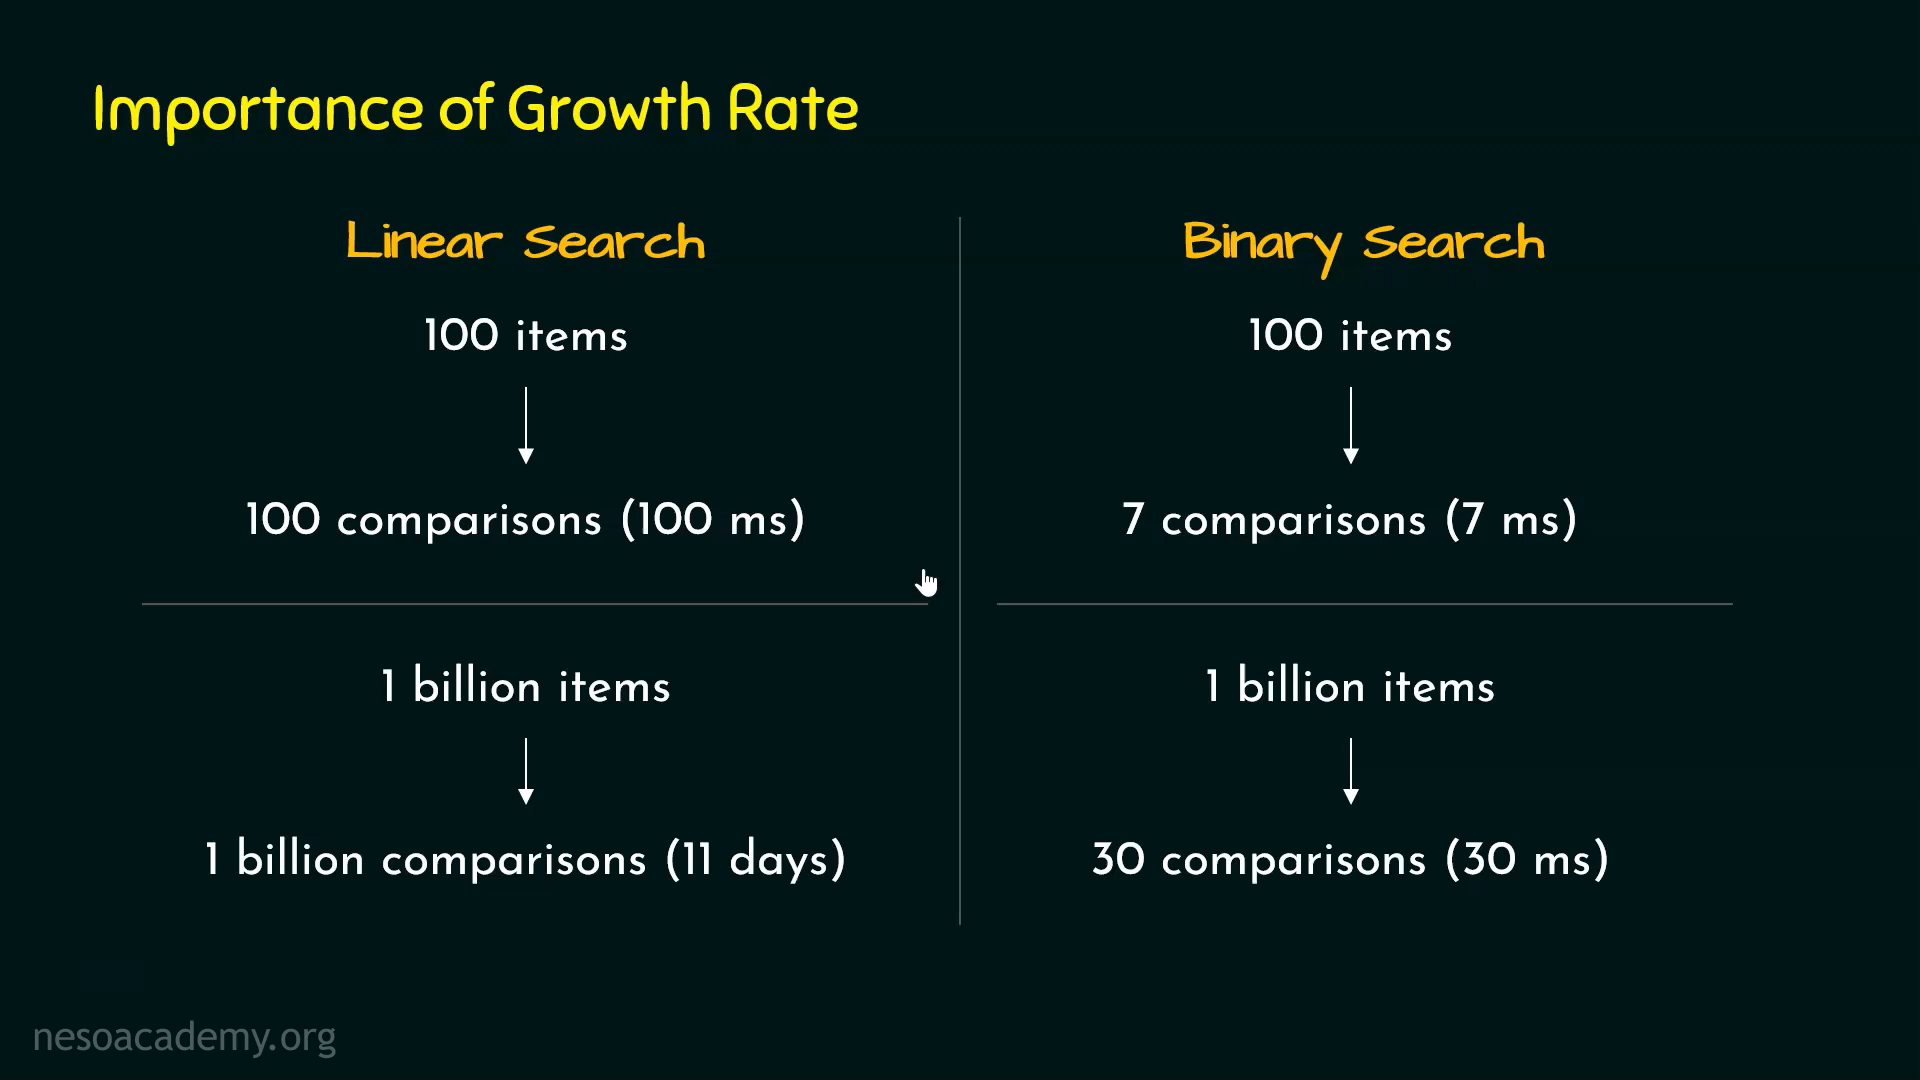 Importance of Growth Rate
Linear Search
100 items
100 comparisons (100 ms)
1 billion items
1 billion comparisons (11 days)
Binary Search
100 items
7 comparisons (7 ms)
1 billion items
30 comparisons (30 ms)
nesoacademy.org